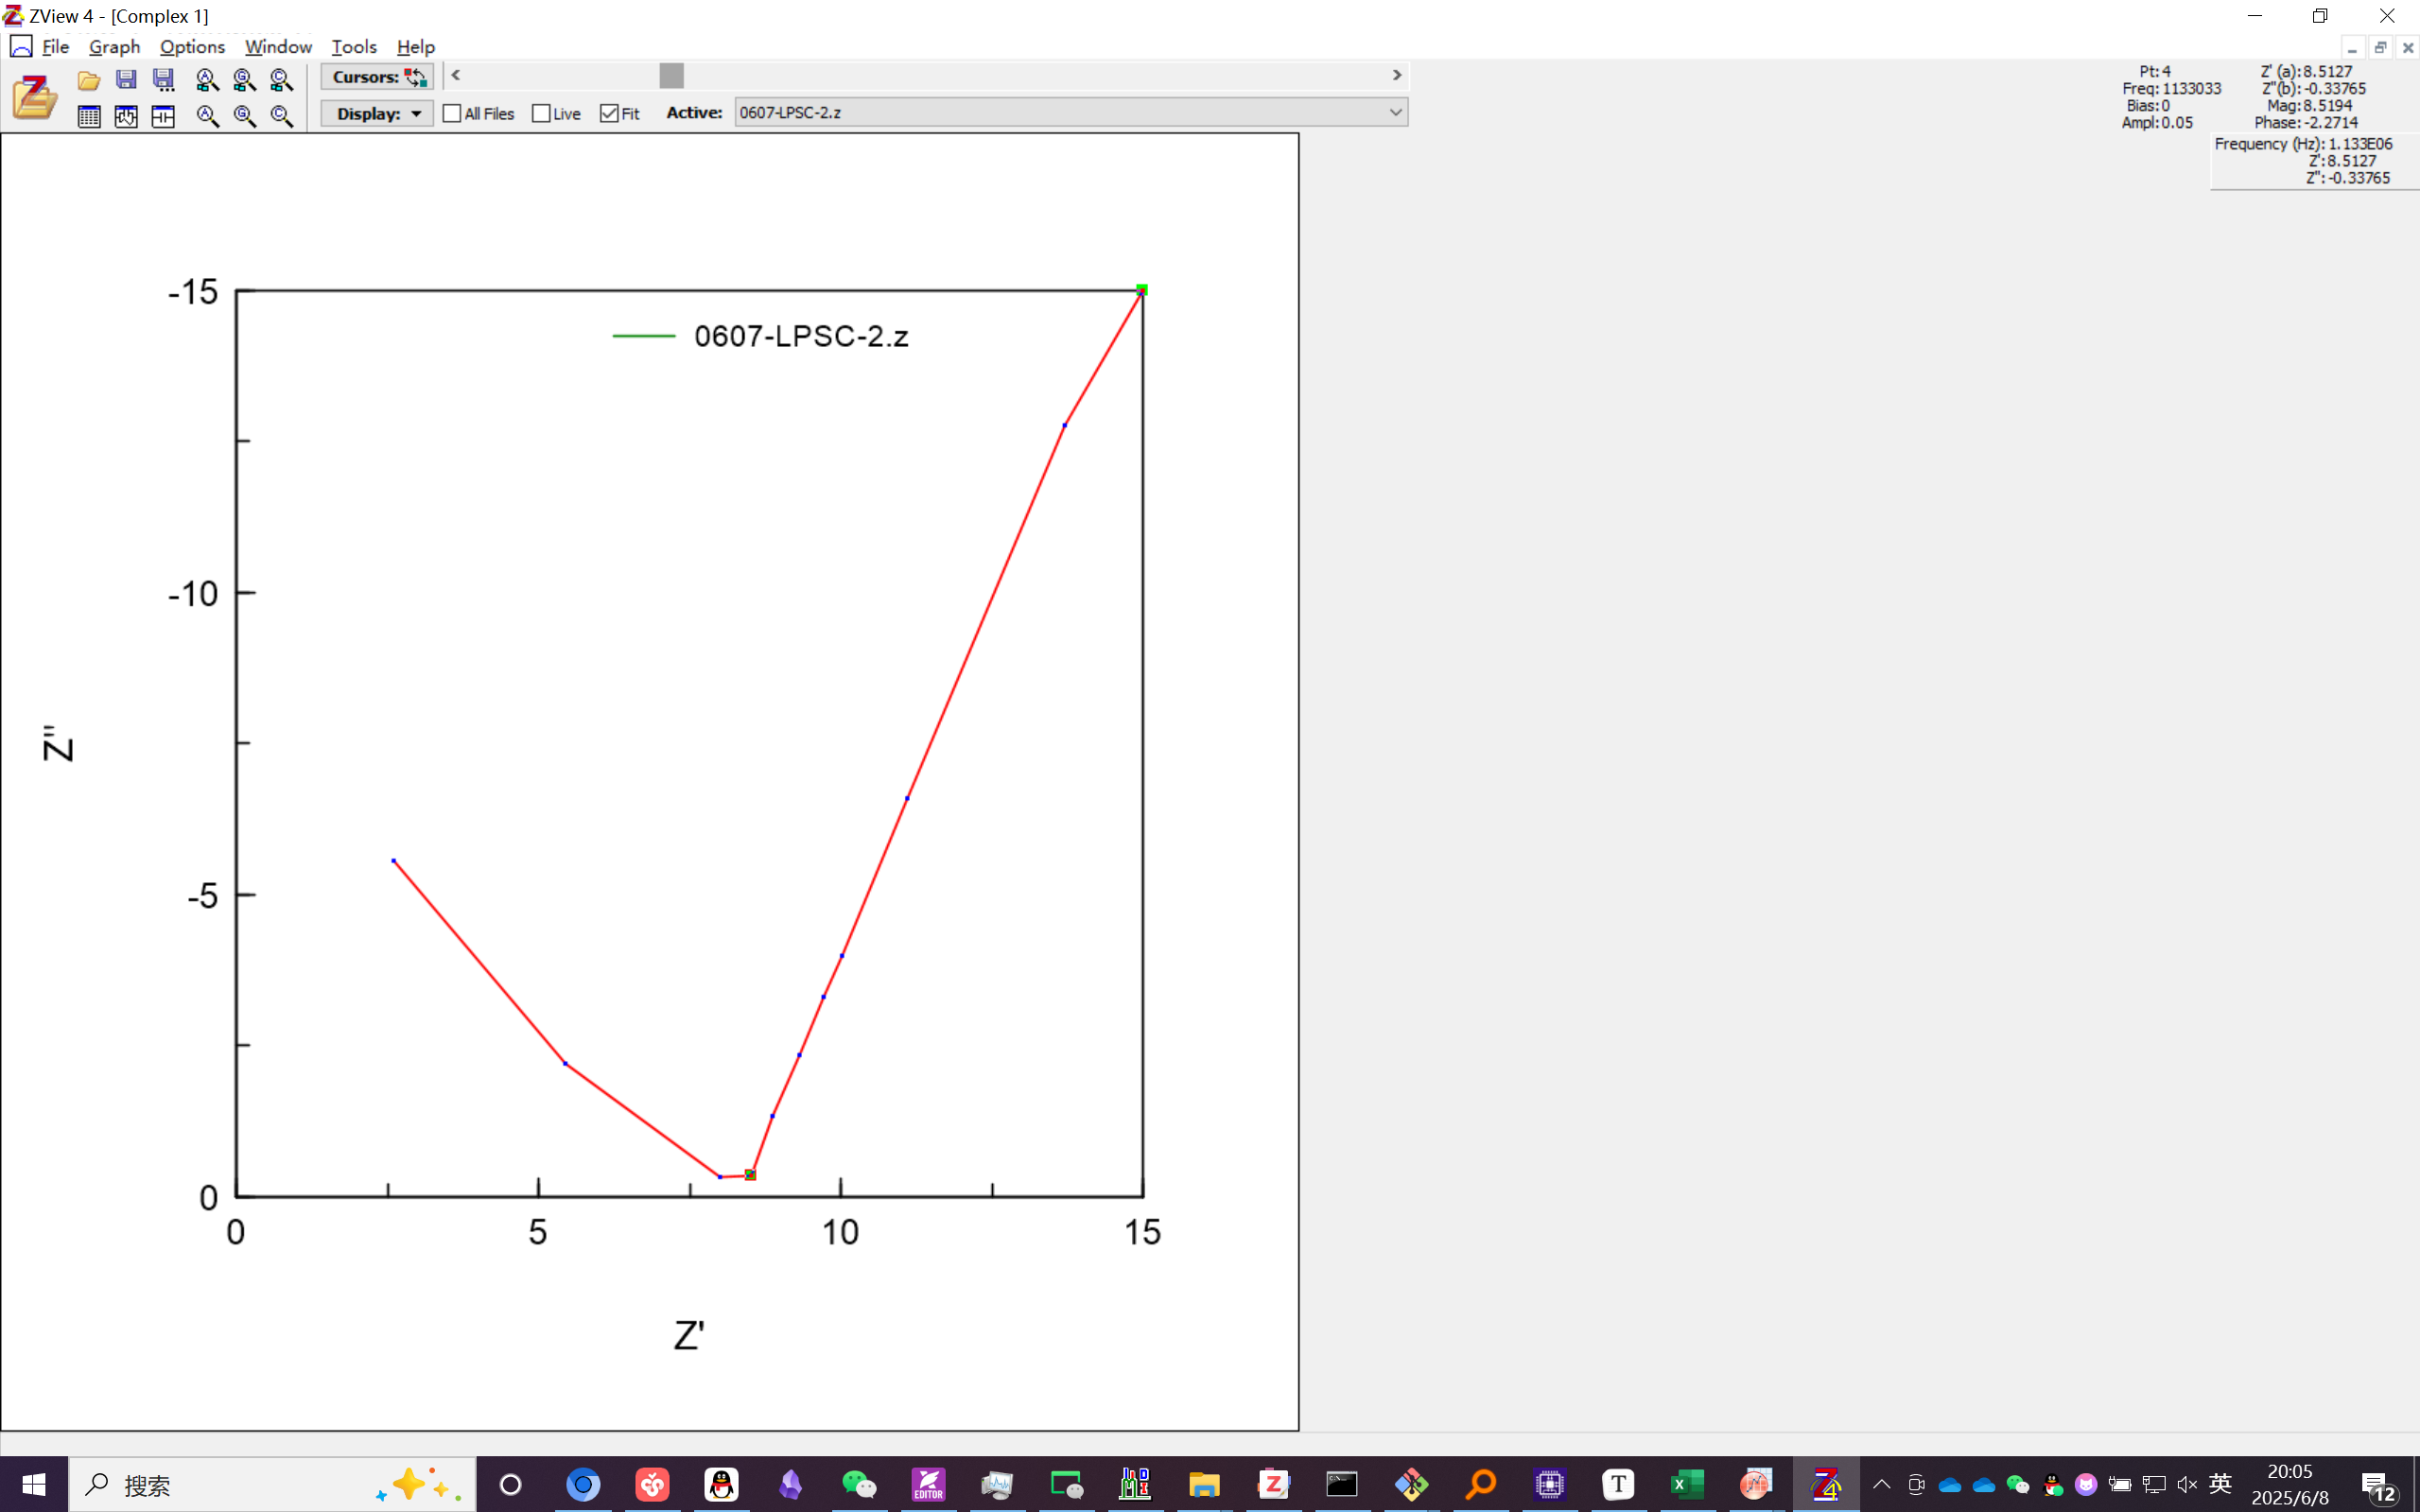 ZView 4 - [Complex 1]
File Graph Options Window Tools Help
Cursors:
Display: All Files Live Fit Active: 0607-LPSC-2.z
Pt: 4 Z' (a): 8.5127
Freq: 1133033 Z''(b): -0.33765
Bias: 0 Mag: 8.5194
Ampl: 0.05 Phase: -2.2714
Frequency (Hz): 1.133E06
Z': 8.5127
Z'': -0.33765
-15
0607-LPSC-2.z
-10
Z''
-5
0
0 5 10 15
Z'
搜索
EDITOR
英
20:05
2025/6/8
12